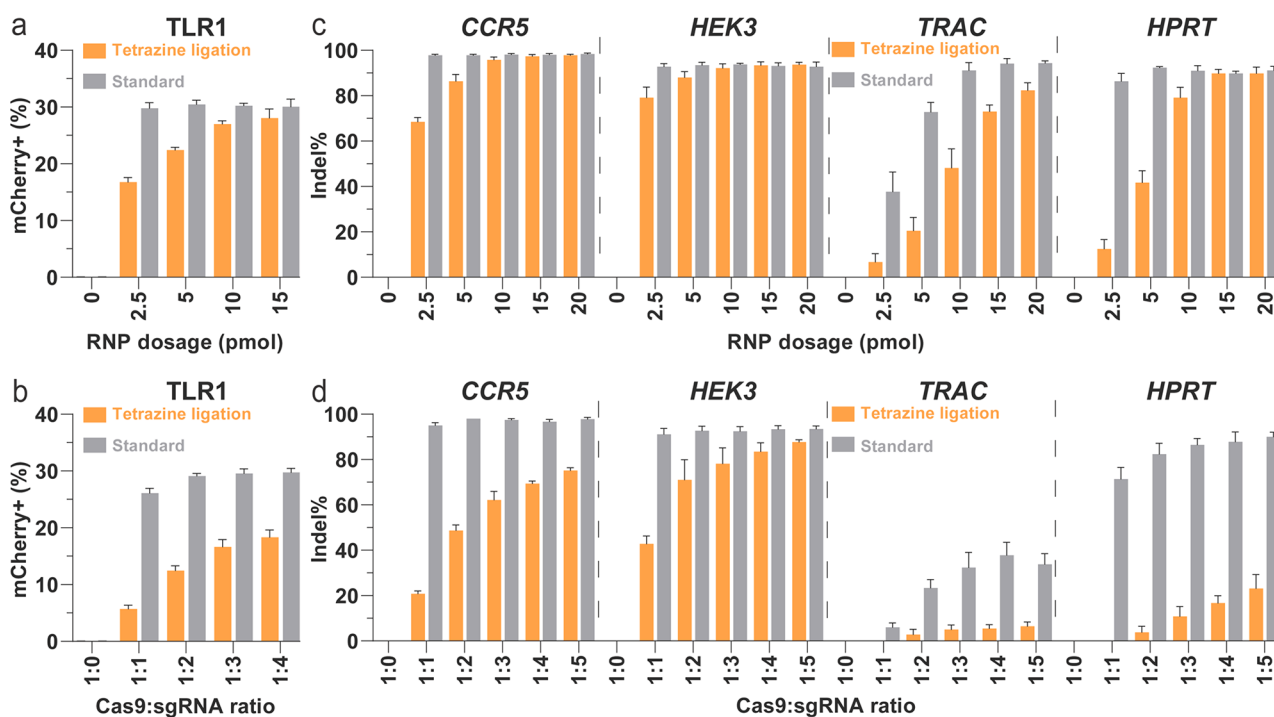 a
TLR1
Tetrazine ligation
Standard
mCherry+ (%)
40
30
20
10
0
0
2.5
5
10
15
RNP dosage (pmol)
c
CCR5
HEK3
TRAC
HPRT
Tetrazine ligation
Standard
Indel%
100
80
60
40
20
0
0
2.5
5
10
15
20
0
2.5
5
10
15
20
0
2.5
5
10
15
20
0
2.5
5
10
15
20
RNP dosage (pmol)
b
TLR1
Tetrazine ligation
Standard
mCherry+ (%)
40
30
20
10
0
1:0
1:1
1:2
1:3
1:4
Cas9:sgRNA ratio
d
CCR5
HEK3
TRAC
HPRT
Tetrazine ligation
Standard
Indel%
100
80
60
40
20
0
1:0
1:1
1:2
1:3
1:4
1:5
1:0
1:1
1:2
1:3
1:4
1:5
1:0
1:1
1:2
1:3
1:4
1:5
1:0
1:1
1:2
1:3
1:4
1:5
Cas9:sgRNA ratio